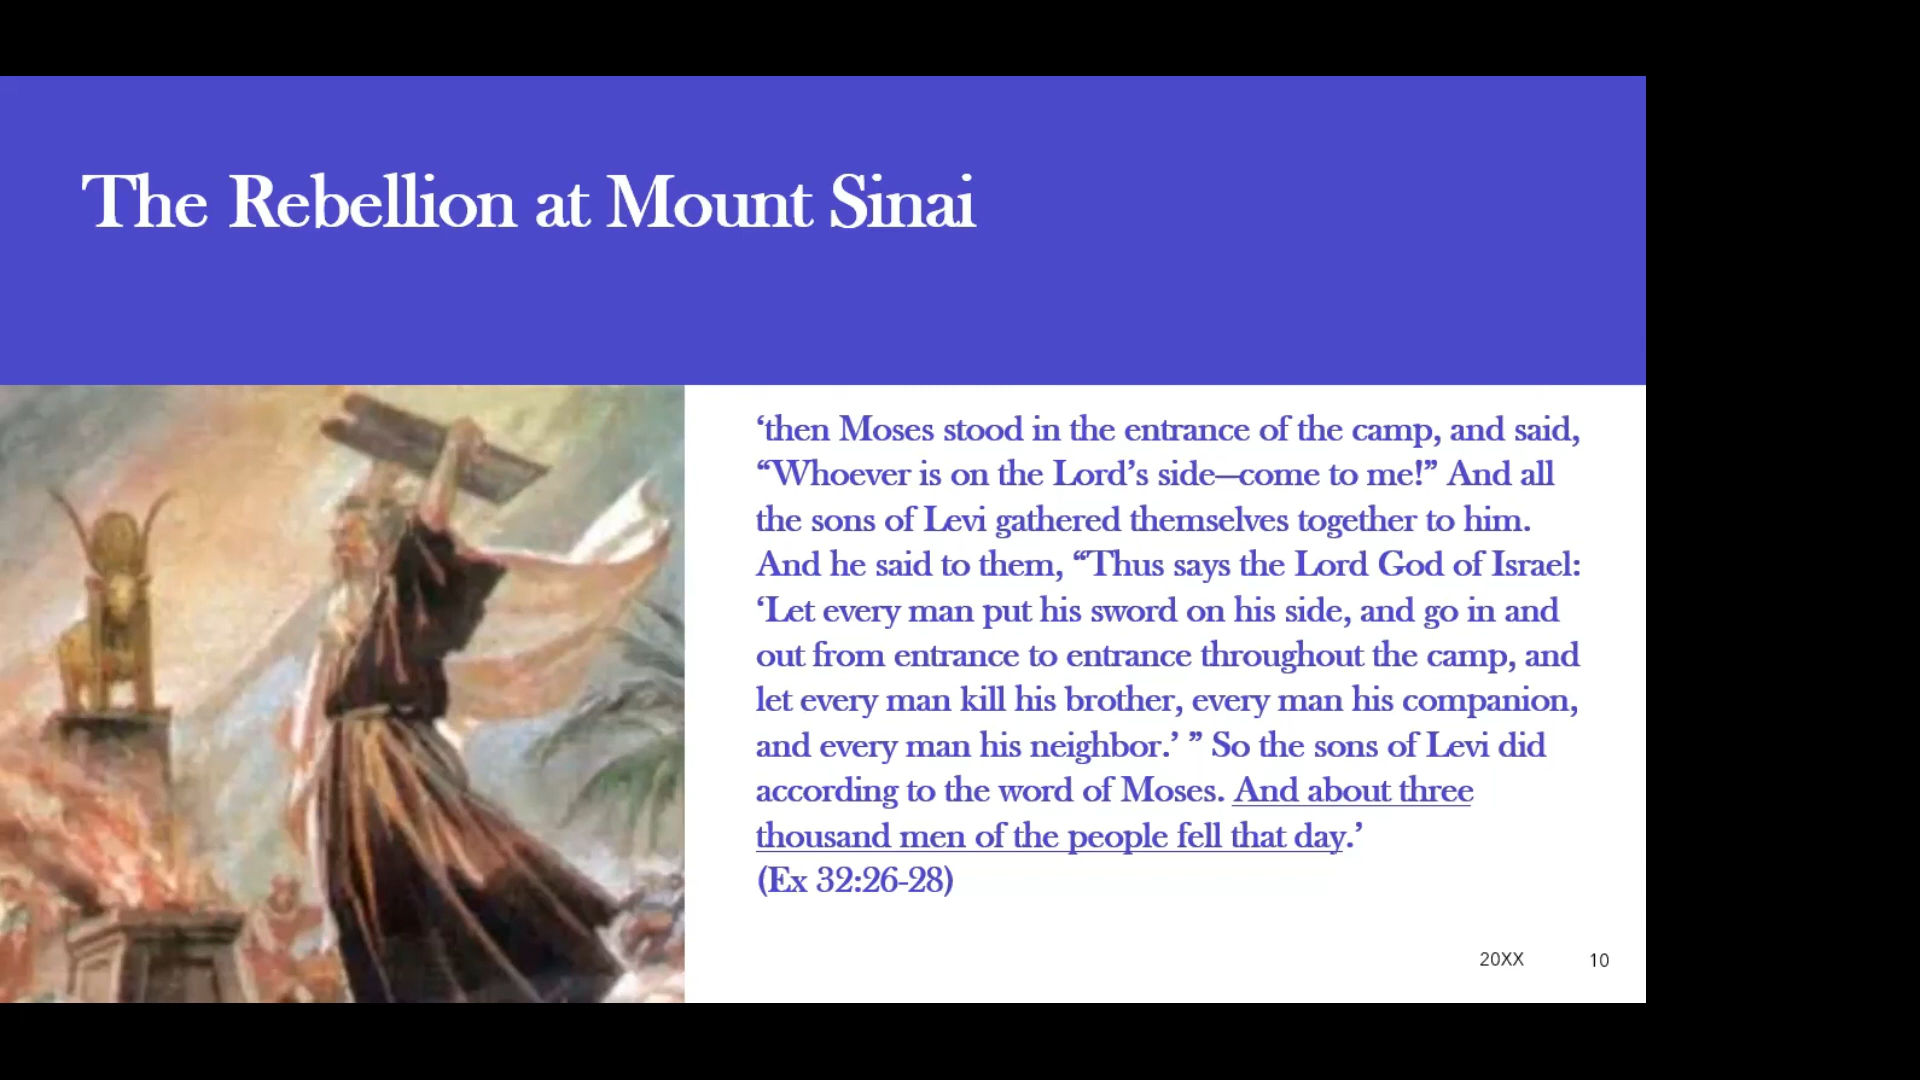 The Rebellion at Mount Sinai
‘then Moses stood in the entrance of the camp, and said,
“Whoever is on the Lord’s side—come to me!” And all
the sons of Levi gathered themselves together to him.
And he said to them, “Thus says the Lord God of Israel:
‘Let every man put his sword on his side, and go in and
out from entrance to entrance throughout the camp, and
let every man kill his brother, every man his companion,
and every man his neighbor.’ ” So the sons of Levi did
according to the word of Moses. And about three
thousand men of the people fell that day.’
(Ex 32:26-28)
20XX 10